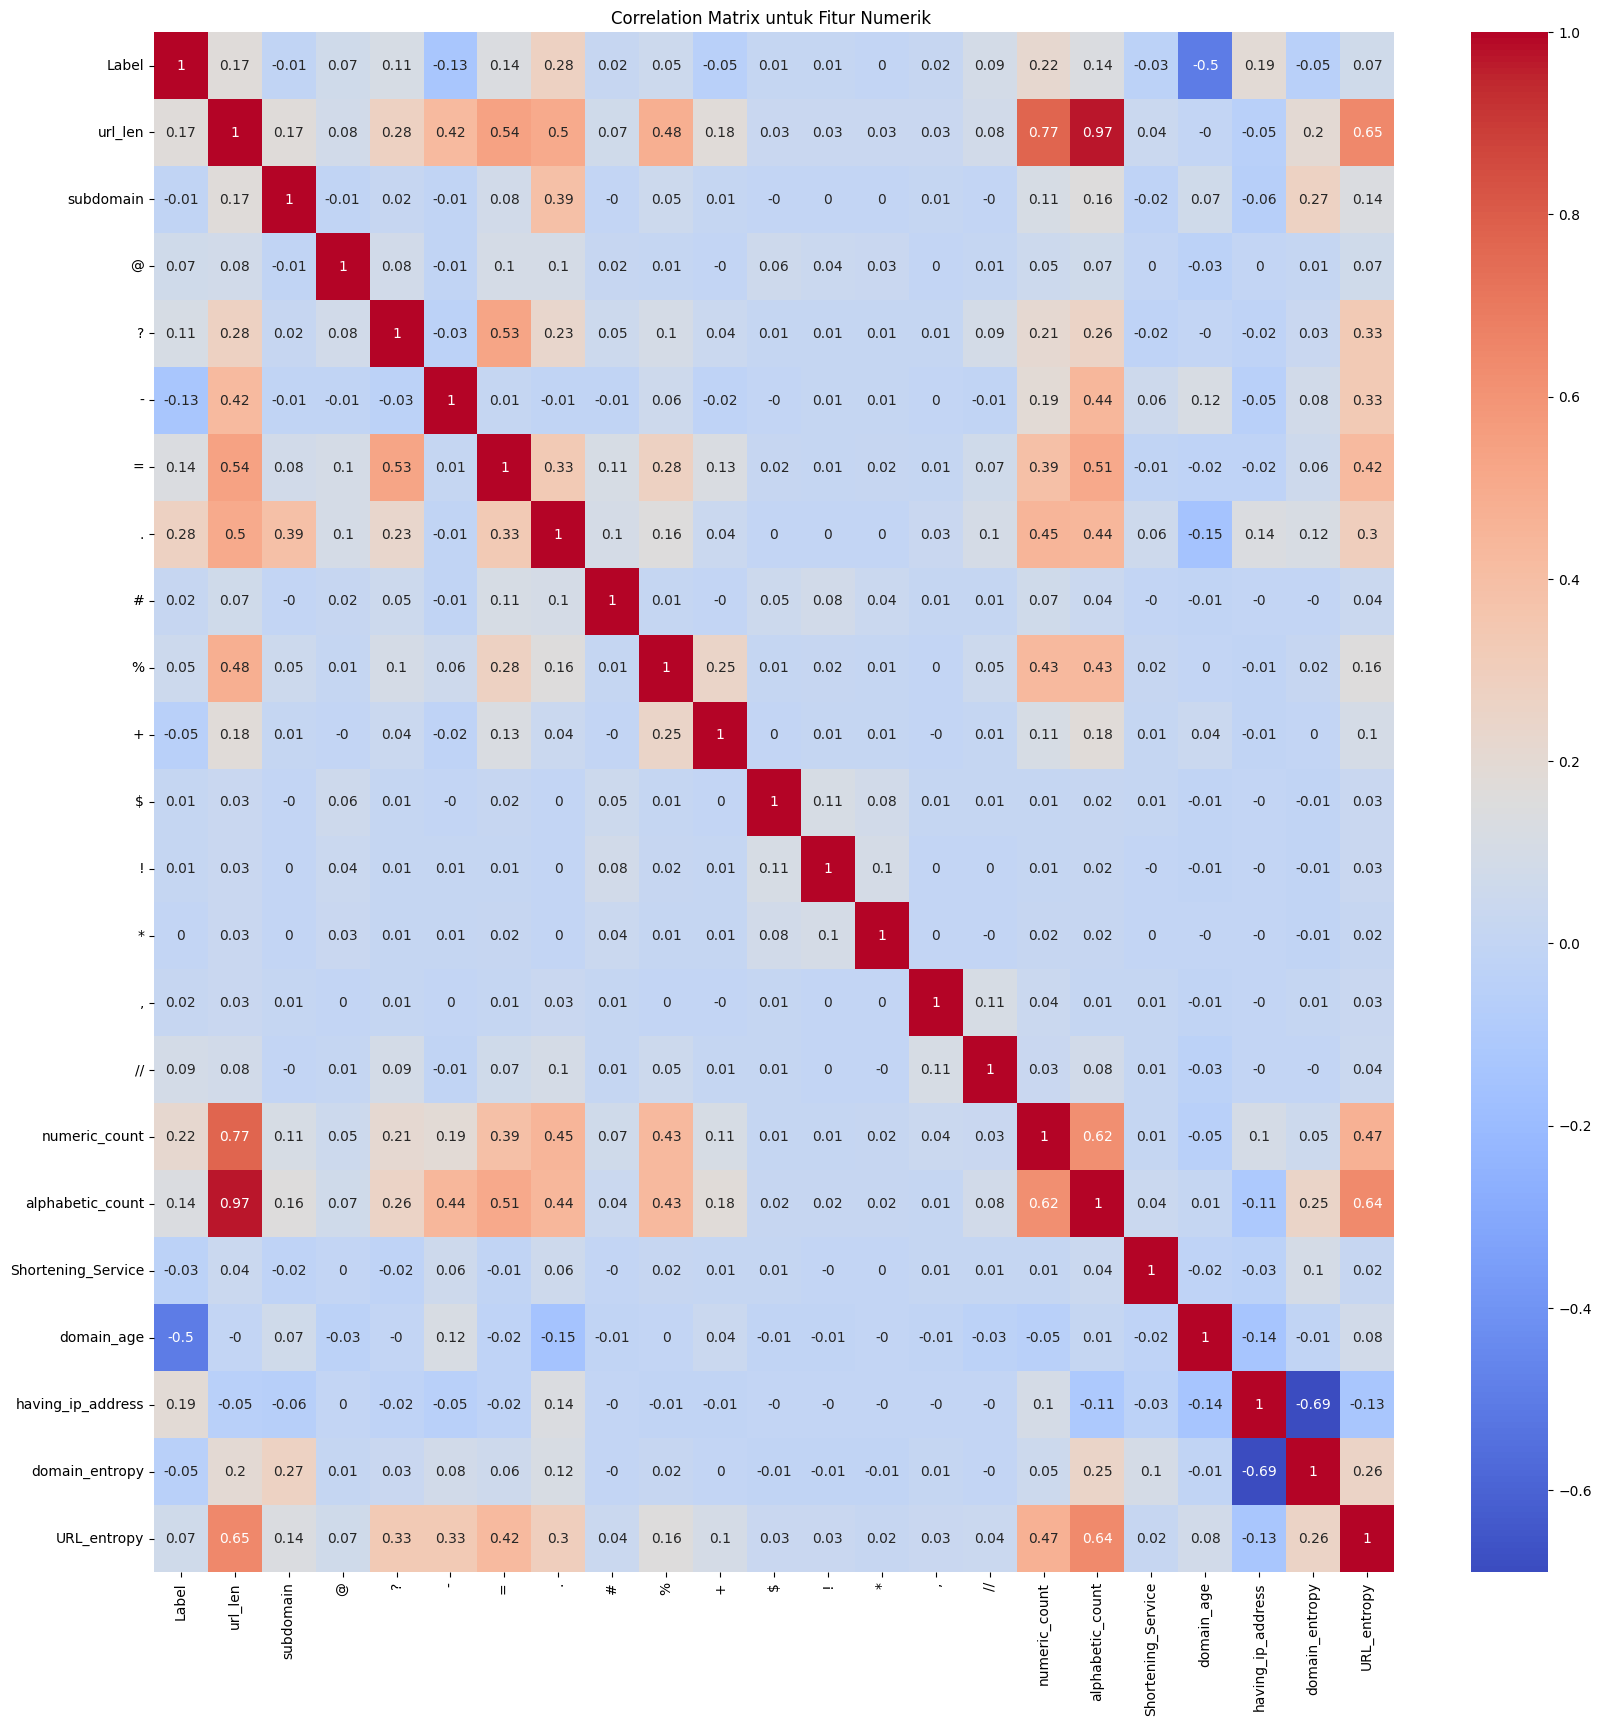 Correlation Matrix untuk Fitur Numerik
Label 1 0.17 -0.01 0.07 0.11 -0.13 0.14 0.28 0.02 0.05 -0.05 0.01 0.01 0 0.02 0.09 0.22 0.14 -0.03 -0.5 0.19 -0.05 0.07
url_len 0.17 1 0.17 0.08 0.28 0.42 0.54 0.5 0.07 0.48 0.18 0.03 0.03 0.03 0.03 0.08 0.77 0.97 0.04 -0 -0.05 0.2 0.65
subdomain -0.01 0.17 1 -0.01 0.02 -0.01 0.08 0.39 -0 0.05 0.01 -0 0 0 0.01 -0 0.11 0.16 -0.02 0.07 -0.06 0.27 0.14
@ 0.07 0.08 -0.01 1 0.08 -0.01 0.1 0.1 0.02 0.01 -0 0.06 0.04 0.03 0 0.01 0.05 0.07 0 -0.03 0 0.01 0.07
? 0.11 0.28 0.02 0.08 1 -0.03 0.53 0.23 0.05 0.1 0.04 0.01 0.01 0.01 0.01 0.09 0.21 0.26 -0.02 -0 -0.02 0.03 0.33
- -0.13 0.42 -0.01 -0.01 -0.03 1 0.01 -0.01 -0.01 0.06 -0.02 -0 0.01 0.01 0 -0.01 0.19 0.44 0.06 0.12 -0.05 0.08 0.33
= 0.14 0.54 0.08 0.1 0.53 0.01 1 0.33 0.11 0.28 0.13 0.02 0.01 0.02 0.01 0.07 0.39 0.51 -0.01 -0.02 -0.02 0.06 0.42
. 0.28 0.5 0.39 0.1 0.23 -0.01 0.33 1 0.1 0.16 0.04 0 0 0 0.03 0.1 0.45 0.44 0.06 -0.15 0.14 0.12 0.3
# 0.02 0.07 -0 0.02 0.05 -0.01 0.11 0.1 1 0.01 -0 0.05 0.08 0.04 0.01 0.01 0.07 0.04 -0 -0.01 -0 -0 0.04
% 0.05 0.48 0.05 0.01 0.1 0.06 0.28 0.16 0.01 1 0.25 0.01 0.02 0.01 0 0.05 0.43 0.43 0.02 0 -0.01 0.02 0.16
+ -0.05 0.18 0.01 -0 0.04 -0.02 0.13 0.04 -0 0.25 1 0 0.01 0.01 -0 0.01 0.11 0.18 0.01 0.04 -0.01 0 0.1
$ 0.01 0.03 -0 0.06 0.01 -0 0.02 0 0.05 0.01 0 1 0.11 0.08 0.01 0.01 0.01 0.02 0.01 -0.01 -0 -0.01 0.03
! 0.01 0.03 0 0.04 0.01 0.01 0.01 0 0.08 0.02 0.01 0.11 1 0.1 0 0 0.01 0.02 -0 -0.01 -0 -0.01 0.03
* 0 0.03 0 0.03 0.01 0.01 0.02 0 0.04 0.01 0.01 0.08 0.1 1 0 -0 0.02 0.02 0 -0 -0 -0.01 0.02
, 0.02 0.03 0.01 0 0.01 0 0.01 0.03 0.01 0 -0 0.01 0 0 1 0.11 0.04 0.01 0.01 -0.01 -0 0.01 0.03
// 0.09 0.08 -0 0.01 0.09 -0.01 0.07 0.1 0.01 0.05 0.01 0.01 0 -0 0.11 1 0.03 0.08 0.01 -0.03 -0 -0 0.04
numeric_count 0.22 0.77 0.11 0.05 0.21 0.19 0.39 0.45 0.07 0.43 0.11 0.01 0.01 0.02 0.04 0.03 1 0.62 0.01 -0.05 0.1 0.05 0.47
alphabetic_count 0.14 0.97 0.16 0.07 0.26 0.44 0.51 0.44 0.04 0.43 0.18 0.02 0.02 0.02 0.01 0.08 0.62 1 0.04 0.01 -0.11 0.25 0.64
Shortening_Service -0.03 0.04 -0.02 0 -0.02 0.06 -0.01 0.06 -0 0.02 0.01 0.01 -0 0 0.01 0.01 0.01 0.04 1 -0.02 -0.03 0.1 0.02
domain_age -0.5 -0 0.07 -0.03 -0 0.12 -0.02 -0.15 -0.01 0 0.04 -0.01 -0.01 -0 -0.01 -0.03 -0.05 0.01 -0.02 1 -0.14 -0.01 0.08
having_ip_address 0.19 -0.05 -0.06 0 -0.02 -0.05 -0.02 0.14 -0 -0.01 -0.01 -0 -0 -0 -0 -0 0.1 -0.11 -0.03 -0.14 1 -0.69 -0.13
domain_entropy -0.05 0.2 0.27 0.01 0.03 0.08 0.06 0.12 -0 0.02 0 -0.01 -0.01 -0.01 0.01 -0 0.05 0.25 0.1 -0.01 -0.69 1 0.26
URL_entropy 0.07 0.65 0.14 0.07 0.33 0.33 0.42 0.3 0.04 0.16 0.1 0.03 0.03 0.02 0.03 0.04 0.47 0.64 0.02 0.08 -0.13 0.26 1
Label url_len subdomain @ ? - = . # % + $ ! * , // numeric_count alphabetic_count Shortening_Service domain_age having_ip_address domain_entropy URL_entropy
1.0
0.8
0.6
0.4
0.2
0.0
−0.2
−0.4
−0.6